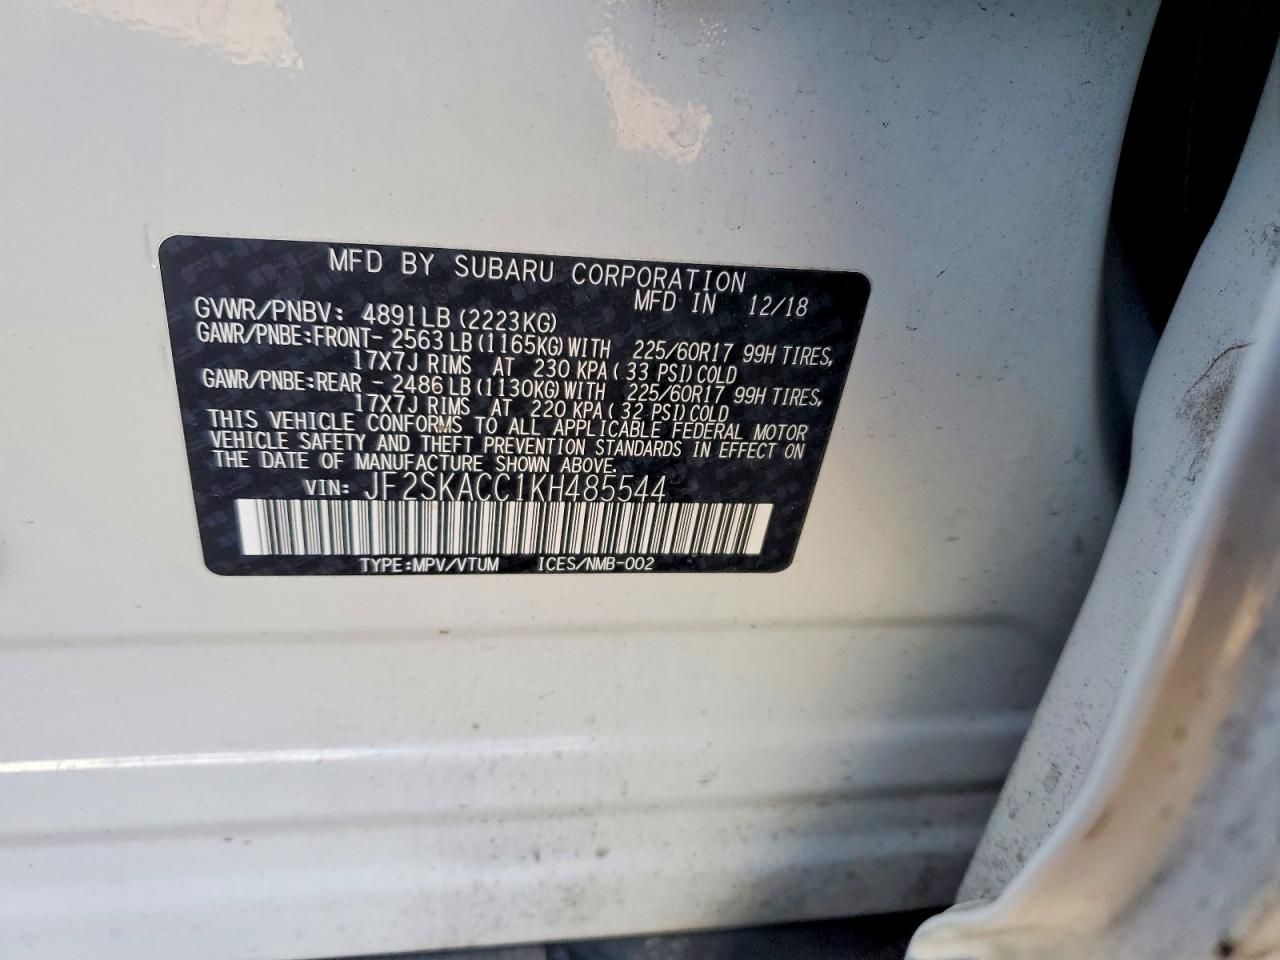 MFD BY SUBARU CORPORATION
MFD IN 12/18
GVWR/PNBV: 4891LB (2223KG)
GAWR/PNBE:FRONT- 2563 LB(1165KG) WITH 225/60R17 99H TIRES,
17X7J RIMS AT 230 KPA( 33 PSI)COLD
GAWR/PNBE:REAR - 2486 LB(1130KG)WITH 225/60R17 99H TIRES,
17X7J RIMS AT 220 KPA( 32 PSI)COLD
THIS VEHICLE CONFORMS TO ALL APPLICABLE FEDERAL MOTOR
VEHICLE SAFETY AND THEFT PREVENTION STANDARDS IN EFFECT ON
THE DATE OF MANUFACTURE SHOWN ABOVE.
VIN: JF2SKACC1KH485544
TYPE:MPV/VTUM ICES/NMB-002